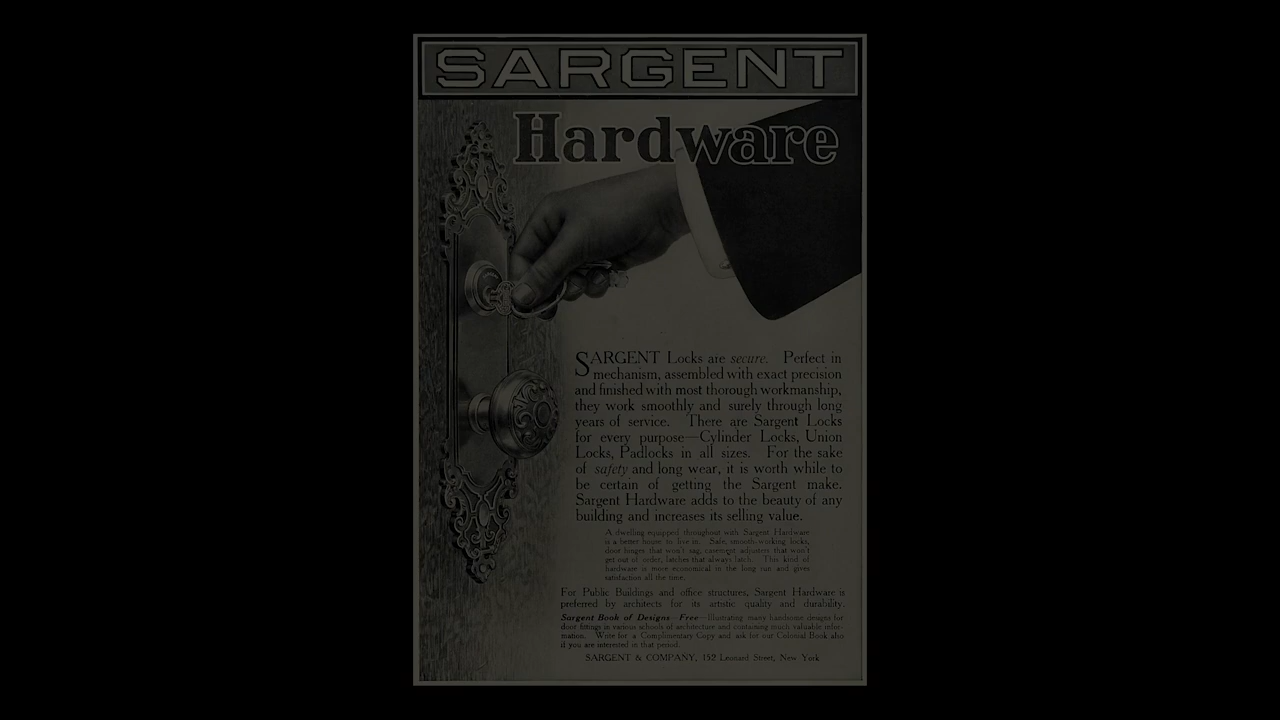 SARGENT
Hardware
SARGENT Locks are secure. Perfect in
mechanism, assembled with exact precision
and finished with most thorough workmanship,
they work smoothly and surely through long
years of service. There are Sargent Locks
for every purpose—Cylinder Locks, Union
Locks, Padlocks in all sizes. For the sake
of safety and long wear, it is worth while to
be certain of getting the Sargent make.
Sargent Hardware adds to the beauty of any
building and increases its selling value.
A dwelling equipped throughout with Sargent Hardware
is a better house to live in. Safe, smooth-working locks,
door hinges that won't sag, casement adjusters that won't
get out of order, latches that always latch. This kind of
hardware is more economical in the long run and gives
satisfaction all the time.
For Public Buildings and office structures, Sargent Hardware is
preferred by architects for its artistic quality and durability.
Sargent Book of Designs—Free—Illustrating many handsome designs for
door fittings in various schools of architecture and containing much valuable infor-
mation. Write for a Complimentary Copy and ask for our Colonial Book also
if you are interested in that period.
SARGENT & COMPANY, 152 Leonard Street, New York